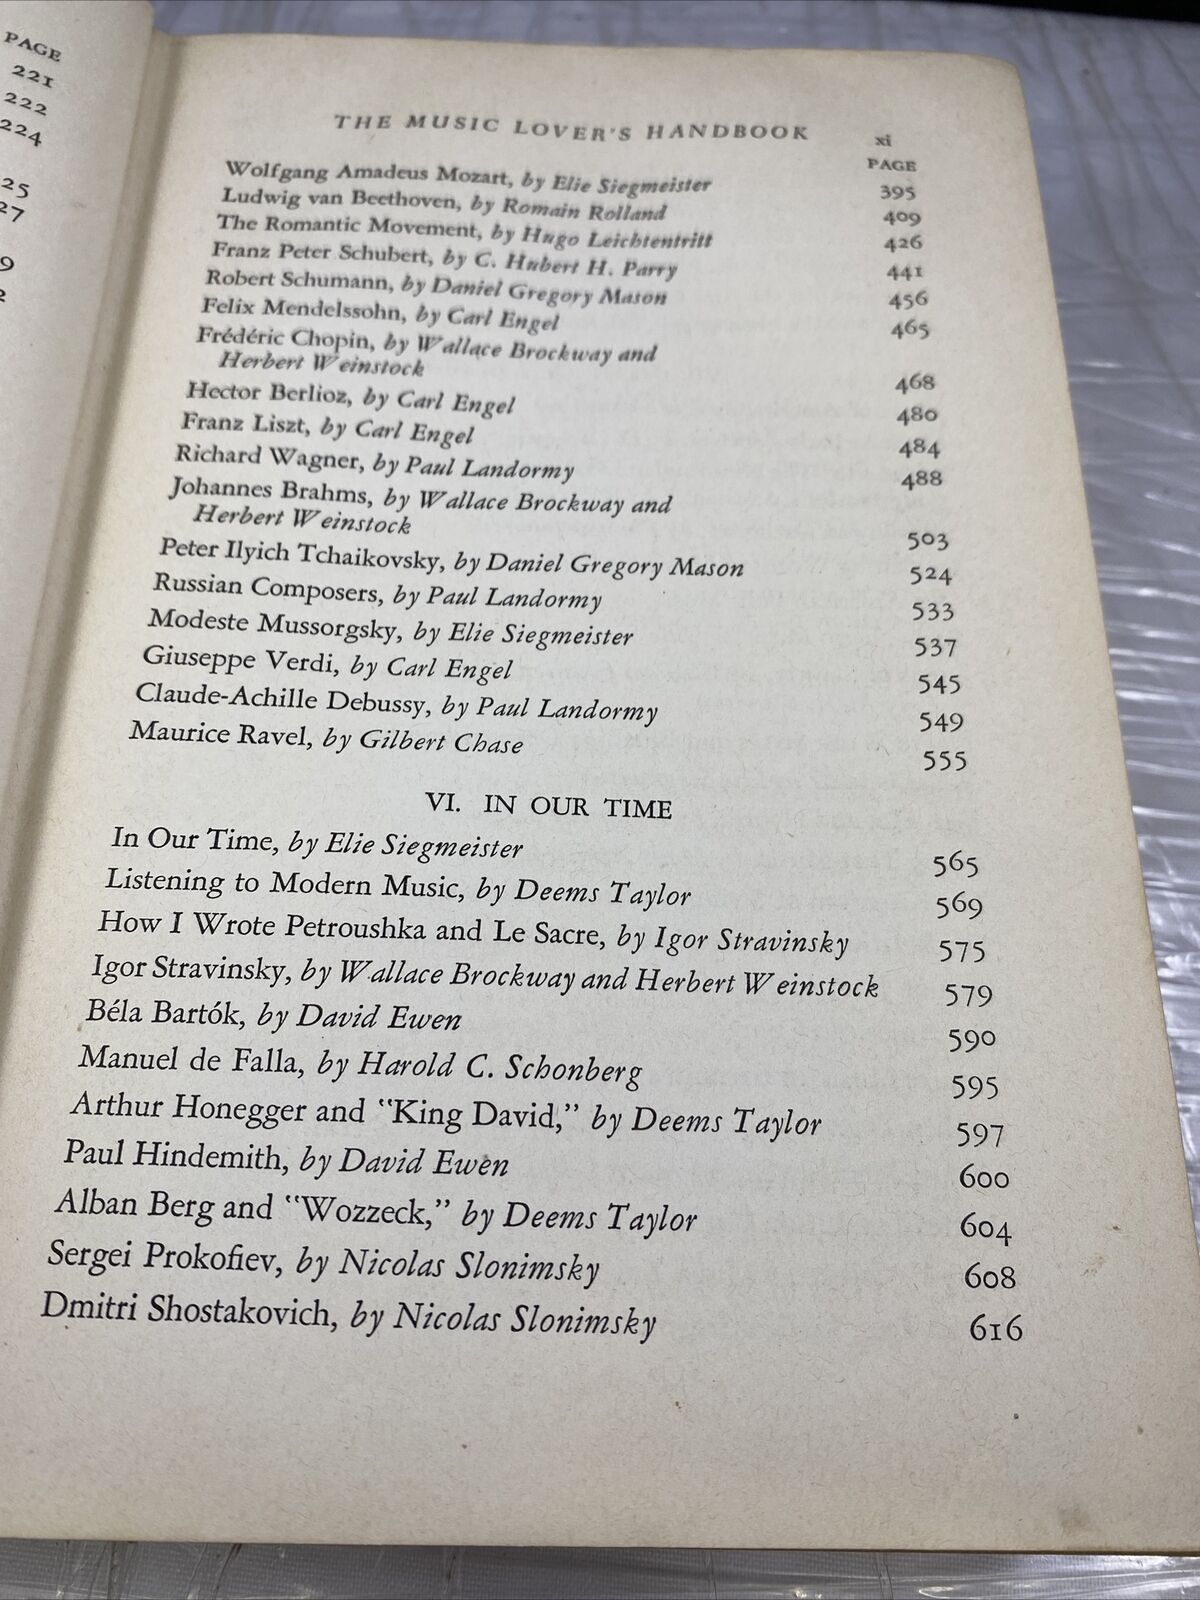 PAGE
221
222
224
25
27
9
2
THE MUSIC LOVER'S HANDBOOK xi
PAGE
Wolfgang Amadeus Mozart, by Elie Siegmeister 395
Ludwig van Beethoven, by Romain Rolland 409
The Romantic Movement, by Hugo Leichtentritt 426
Franz Peter Schubert, by C. Hubert H. Parry 441
Robert Schumann, by Daniel Gregory Mason 456
Felix Mendelssohn, by Carl Engel 465
Frédéric Chopin, by Wallace Brockway and
Herbert Weinstock 468
Hector Berlioz, by Carl Engel 480
Franz Liszt, by Carl Engel 484
Richard Wagner, by Paul Landormy 488
Johannes Brahms, by Wallace Brockway and
Herbert Weinstock 503
Peter Ilyich Tchaikovsky, by Daniel Gregory Mason 524
Russian Composers, by Paul Landormy 533
Modeste Mussorgsky, by Elie Siegmeister 537
Giuseppe Verdi, by Carl Engel 545
Claude-Achille Debussy, by Paul Landormy 549
Maurice Ravel, by Gilbert Chase 555
VI. IN OUR TIME
In Our Time, by Elie Siegmeister 565
Listening to Modern Music, by Deems Taylor 569
How I Wrote Petroushka and Le Sacre, by Igor Stravinsky 575
Igor Stravinsky, by Wallace Brockway and Herbert Weinstock 579
Béla Bartók, by David Ewen 590
Manuel de Falla, by Harold C. Schonberg 595
Arthur Honegger and "King David," by Deems Taylor 597
Paul Hindemith, by David Ewen 600
Alban Berg and "Wozzeck," by Deems Taylor 604
Sergei Prokofiev, by Nicolas Slonimsky 608
Dmitri Shostakovich, by Nicolas Slonimsky 616